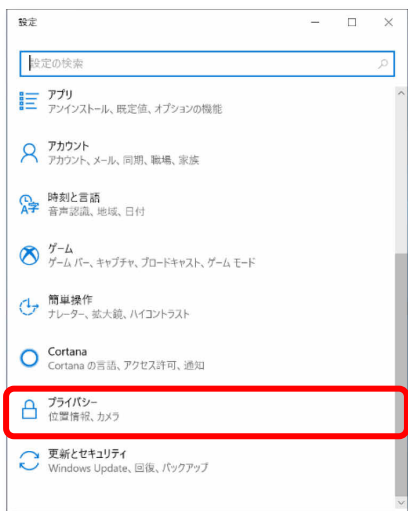 設定
設定の検索
アプリ
アンインストール、既定値、オプションの機能
アカウント
アカウント、メール、同期、職場、家族
時刻と言語
音声認識、地域、日付
ゲーム
ゲーム バー、キャプチャ、ブロードキャスト、ゲーム モード
簡単操作
ナレーター、拡大鏡、ハイコントラスト
Cortana
Cortana の言語、アクセス許可、通知
プライバシー
位置情報、カメラ
更新とセキュリティ
Windows Update、回復、バックアップ